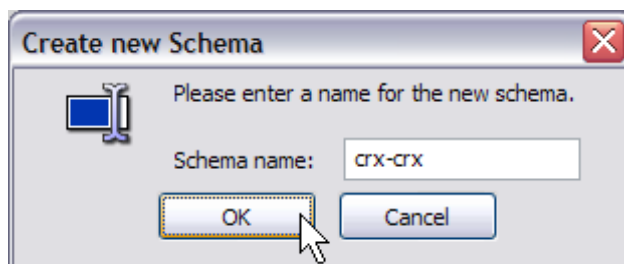 Create new Schema
Please enter a name for the new schema.
Schema name: crx-crx
OK Cancel